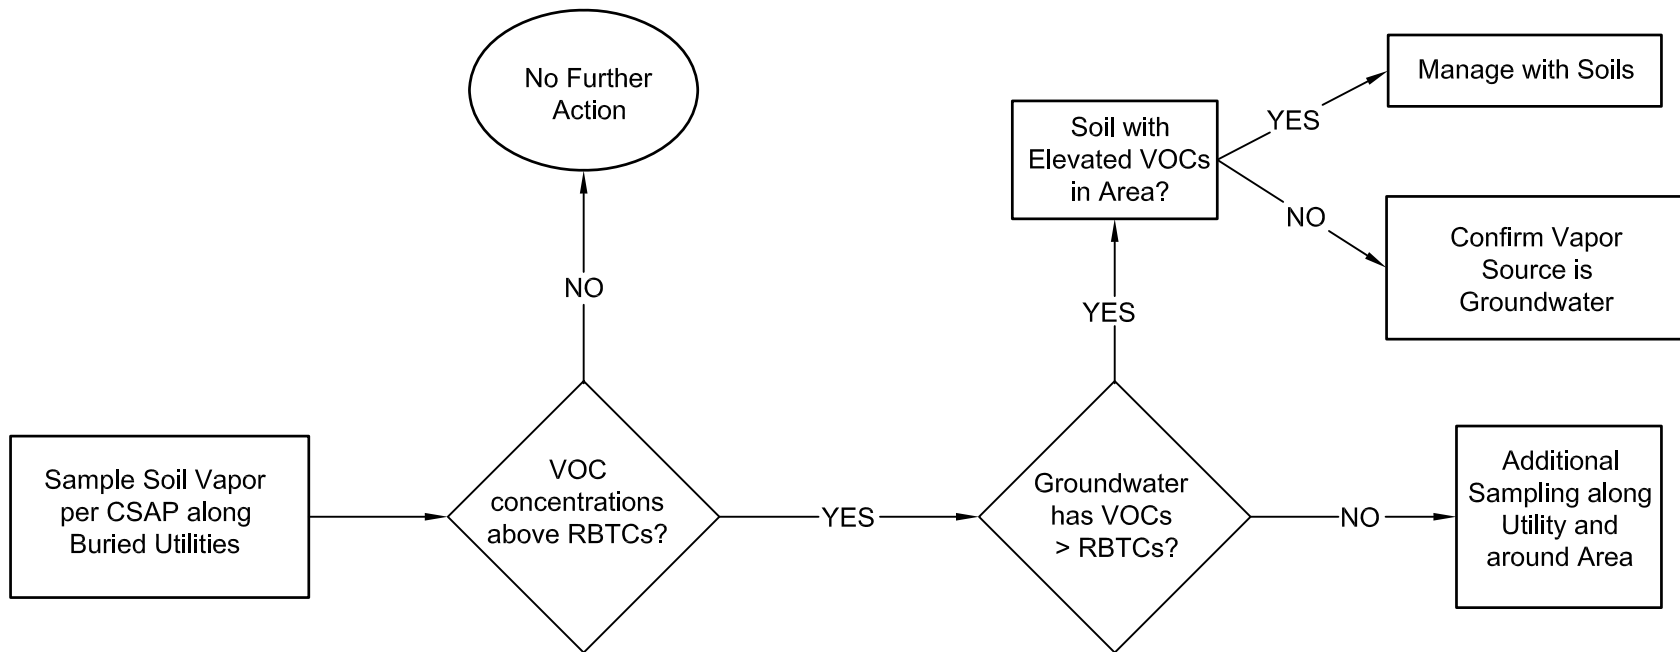 No Further
Action
NO
Sample Soil Vapor
per CSAP along
Buried Utilities
VOC
concentrations
above RBTCs?
YES
Groundwater
has VOCs
> RBTCs?
YES
Soil with
Elevated VOCs
in Area?
YES
Manage with Soils
NO
Confirm Vapor
Source is
Groundwater
NO
Additional
Sampling along
Utility and
around Area